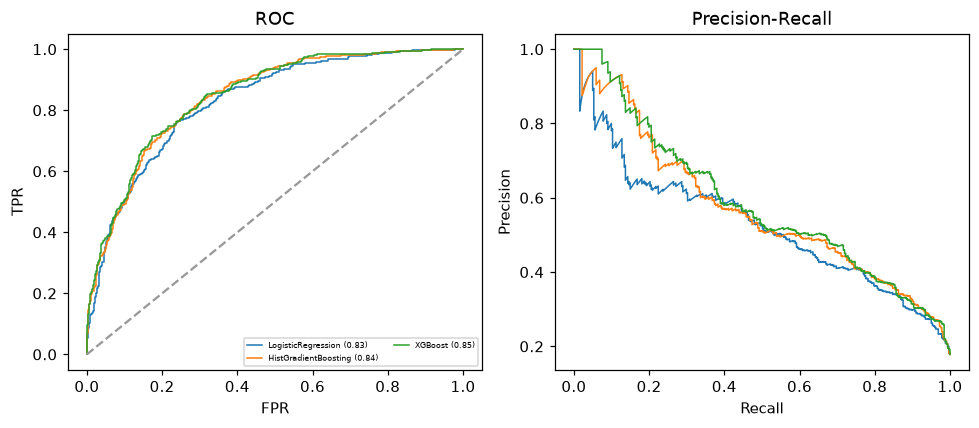 ROC
1.0
0.8
0.6
0.4
0.2
0.0
TPR
0.0 0.2 0.4 0.6 0.8 1.0
FPR
LogisticRegression (0.83)
HistGradientBoosting (0.84)
XGBoost (0.85)
Precision-Recall
1.0
0.8
0.6
0.4
0.2
Precision
0.0 0.2 0.4 0.6 0.8 1.0
Recall